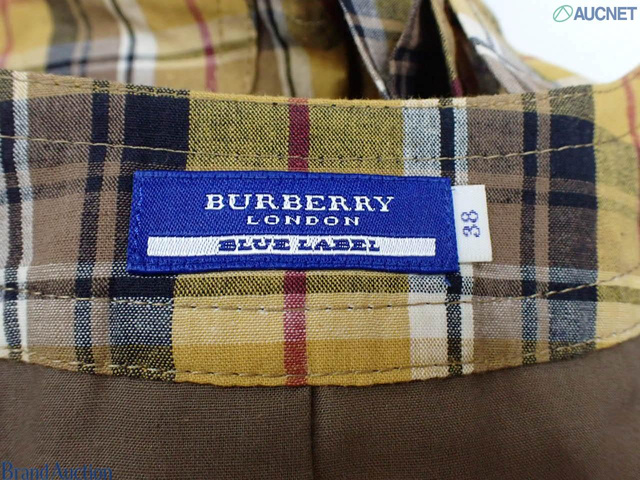 AUCNET
BURBERRY
LONDON
BLUE LABEL
38
Brand Auction